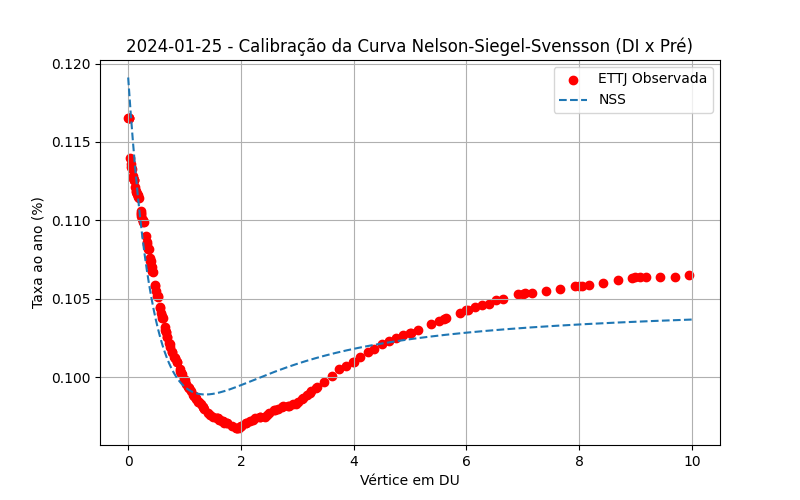 2024-01-25 - Calibração da Curva Nelson-Siegel-Svensson (DI x Pré)
ETTJ Observada
NSS
Taxa ao ano (%)
0.120
0.115
0.110
0.105
0.100
0
2
4
6
8
10
Vértice em DU